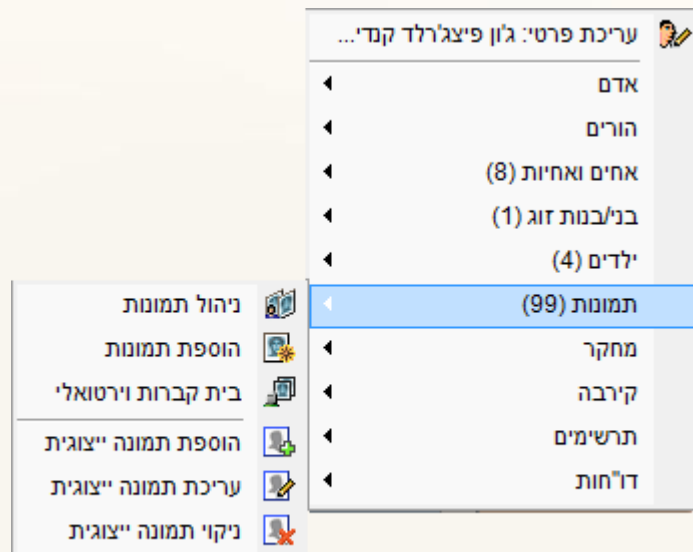 עריכת פרטי: ג'ון פיצג'רלד קנדי...
אדם
הורים
אחים ואחיות (8)
בני/בנות זוג (1)
ילדים (4)
תמונות (99)
מחקר
קירבה
תרשימים
דו"חות
ניהול תמונות
הוספת תמונות
בית קברות וירטואלי
הוספת תמונה ייצוגית
עריכת תמונה ייצוגית
ניקוי תמונה ייצוגית